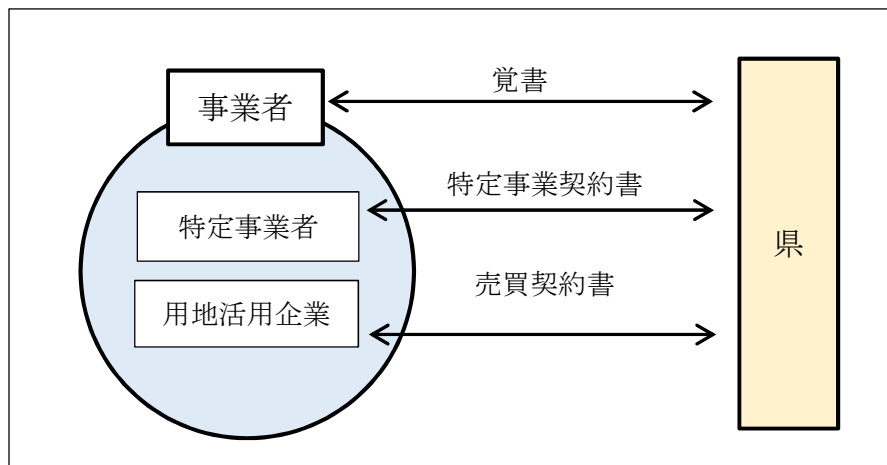 事業者
覚書
特定事業契約書
特定事業者
売買契約書
用地活用企業
県